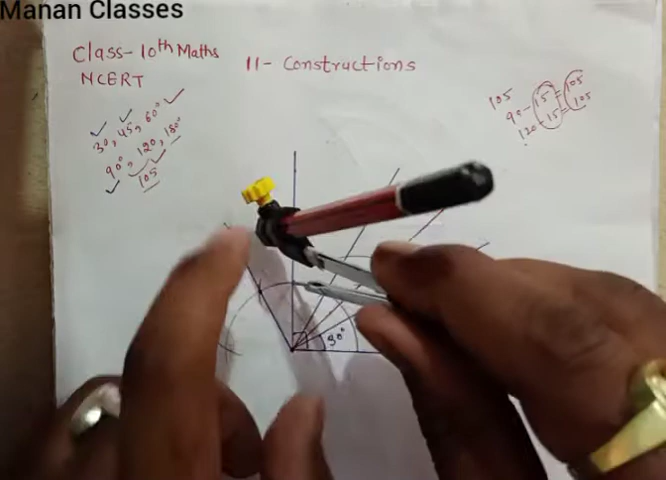 Manan Classes
Class- 10th Maths
NCERT
11- Constructions
30, 45, 60°
90°, 120, 180°
105
105
90 - 15 = 105
120 - 15 = 105
30°